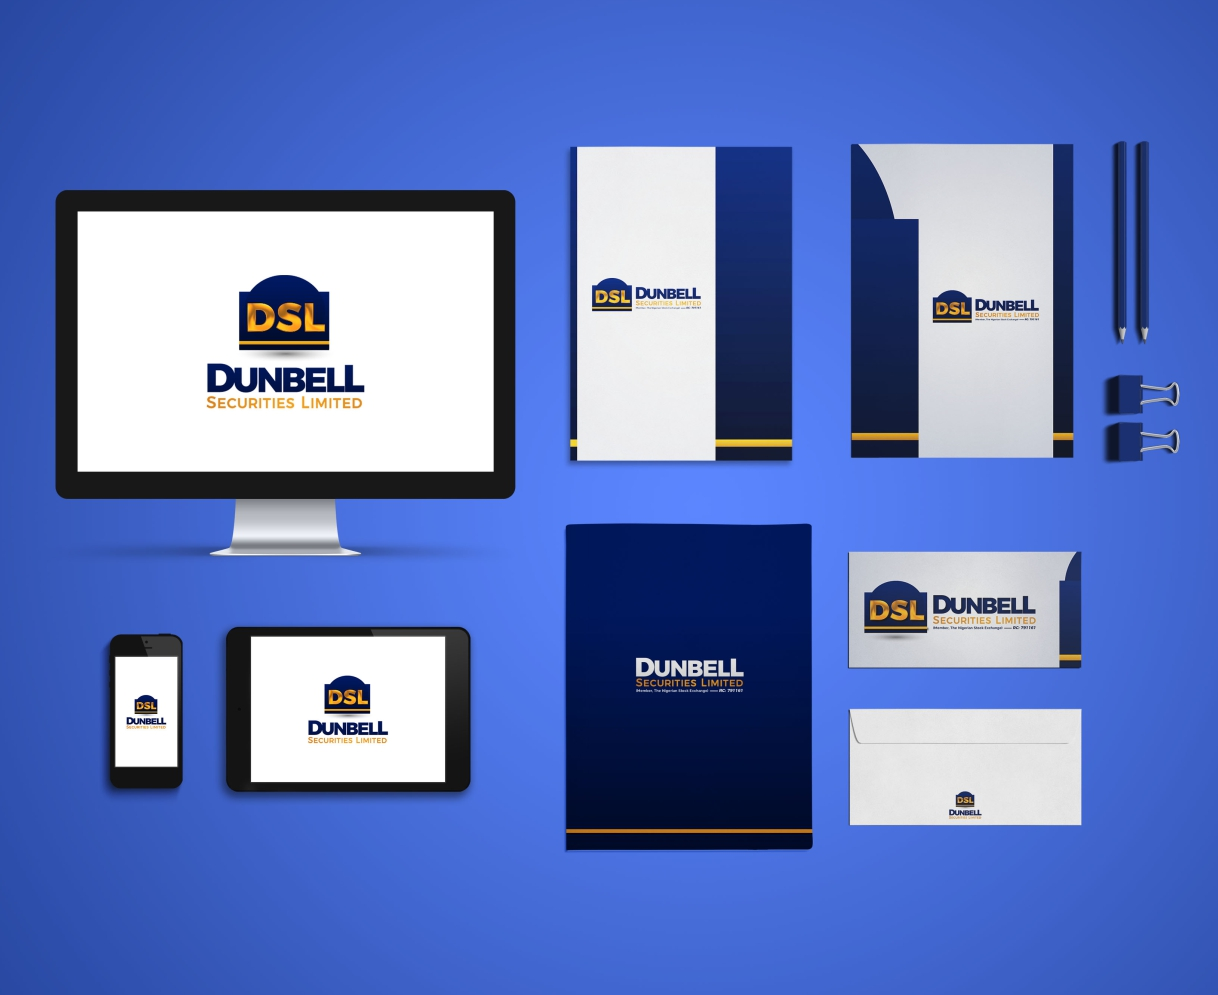 DSL
DUNBELL
SECURITIES LIMITED
DSL
DUNBELL
SECURITIES LIMITED
(Member, The Nigerian Stock Exchange) RC: 791161
DSL
DUNBELL
SECURITIES LIMITED
(Member, The Nigerian Stock Exchange) RC: 791161
DUNBELL
SECURITIES LIMITED
(Member, The Nigerian Stock Exchange) RC: 791161
DSL
DUNBELL
SECURITIES LIMITED
(Member, The Nigerian Stock Exchange) RC: 791161
DSL
DUNBELL
SECURITIES LIMITED
DSL
DUNBELL
SECURITIES LIMITED
DSL
DUNBELL
SECURITIES LIMITED